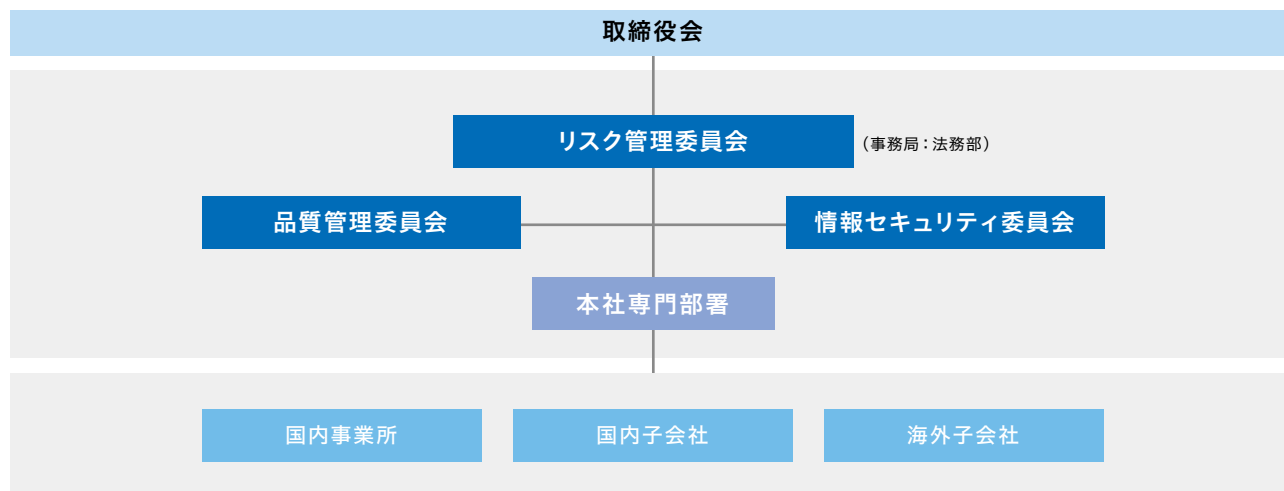 取締役会
リスク管理委員会
（事務局：法務部）
品質管理委員会
情報セキュリティ委員会
本社専門部署
国内事業所
国内子会社
海外子会社